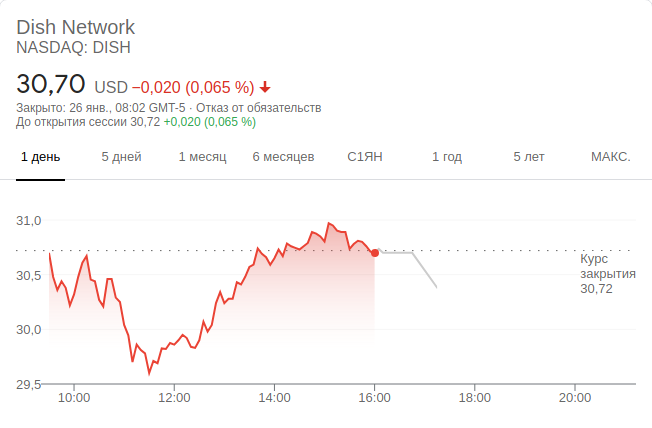 Dish Network
NASDAQ: DISH
30,70 USD −0,020 (0,065 %)
Закрыто: 26 янв., 08:02 GMT-5 · Отказ от обязательств
До открытия сессии 30,72 +0,020 (0,065 %)
1 день 5 дней 1 месяц 6 месяцев С1ЯН 1 год 5 лет МАКС.
31,0
30,5
30,0
29,5
Курс
закрытия
30,72
10:00 12:00 14:00 16:00 18:00 20:00